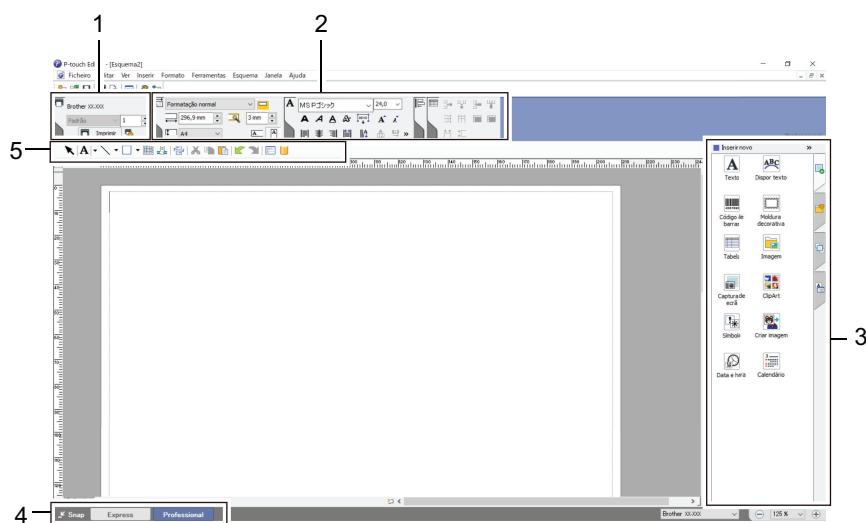 1
2
P-touch Edi - [Esquema2]
Ficheiro itar Ver Inserir Formato Ferramentas Esquema Janela Ajuda
Brother XX-XXX
Padrão 1
Imprimir
Formatação normal
296,9 mm 3 mm
A4
MS Pゴシック 24,0
5
Inserir novo
Texto
Dispor texto
Código de barras
Moldura decorativa
Tabela
Imagem
Captura de ecrã
ClipArt
Símbolo
Criar imagem
Data e hora
Calendário
3
4
Snap Express Professional
Brother XX-XXX 125 %